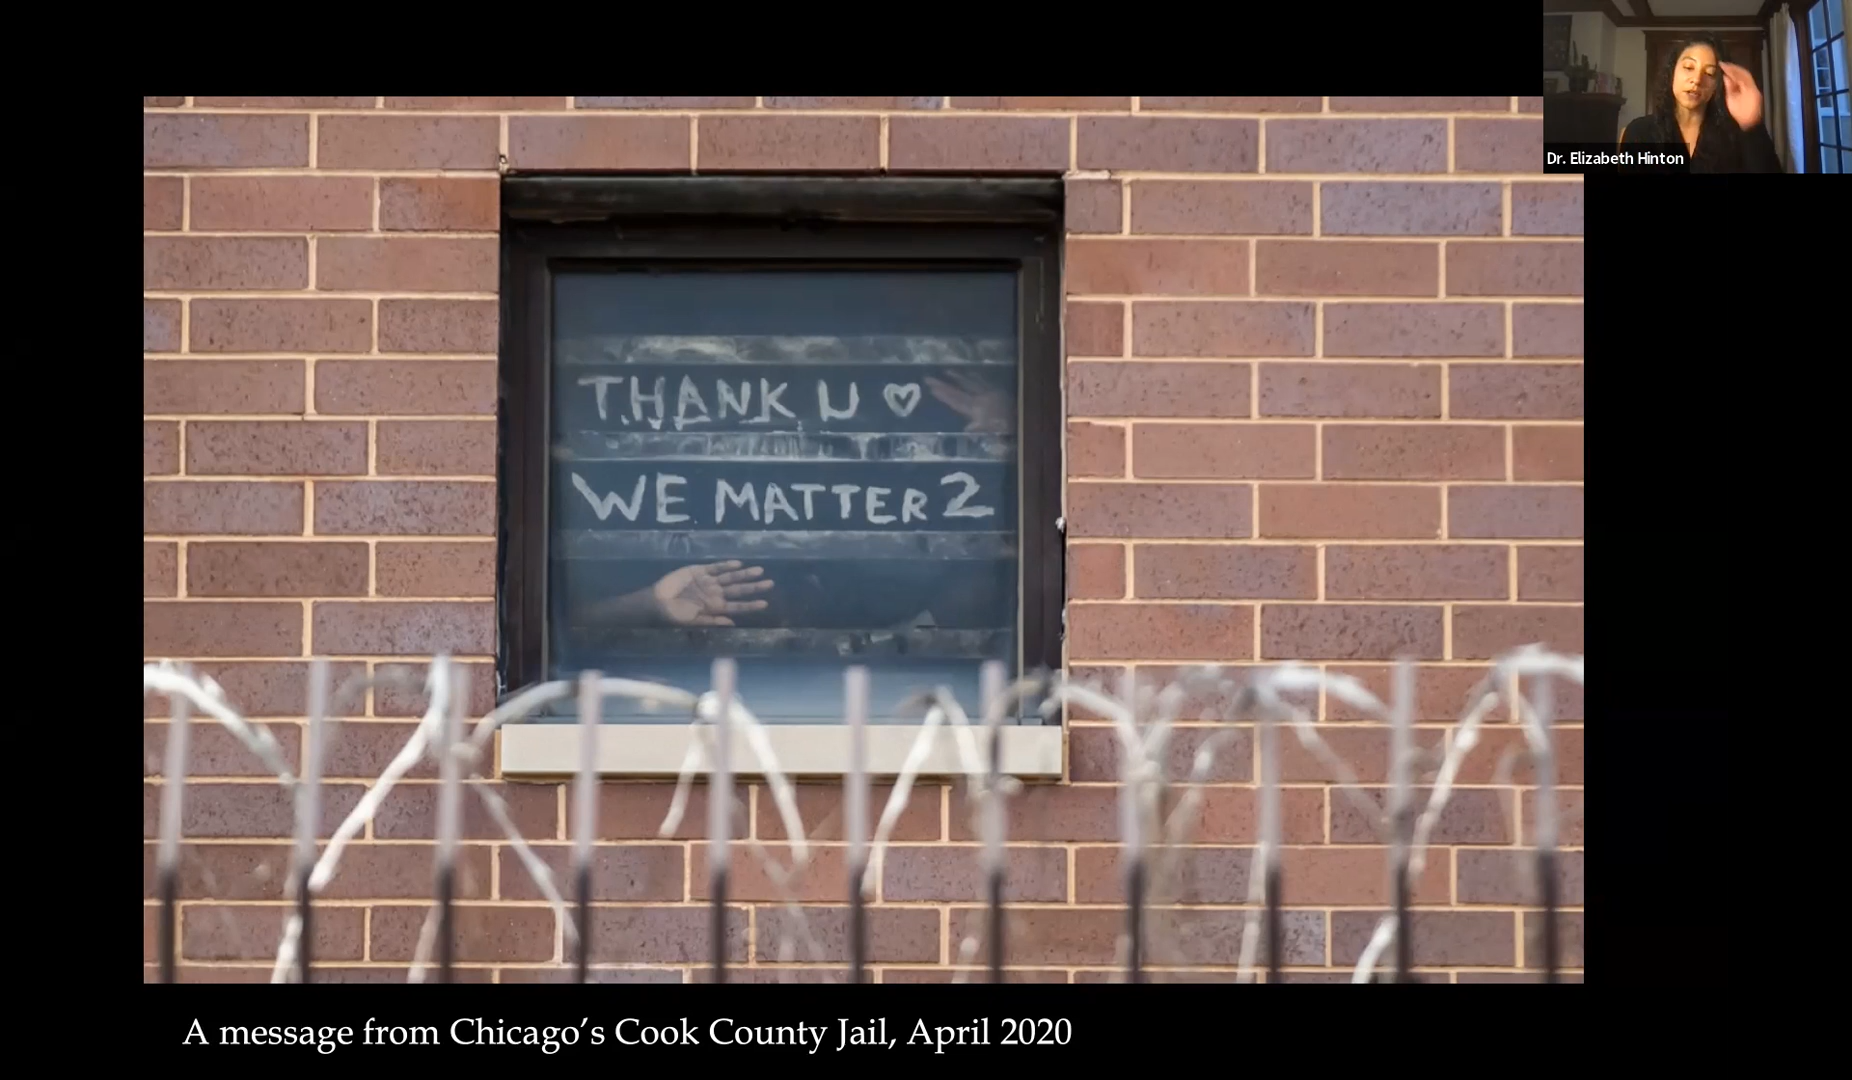 Dr. Elizabeth Hinton
THANK U ♡
WE MATTER 2
A message from Chicago's Cook County Jail, April 2020